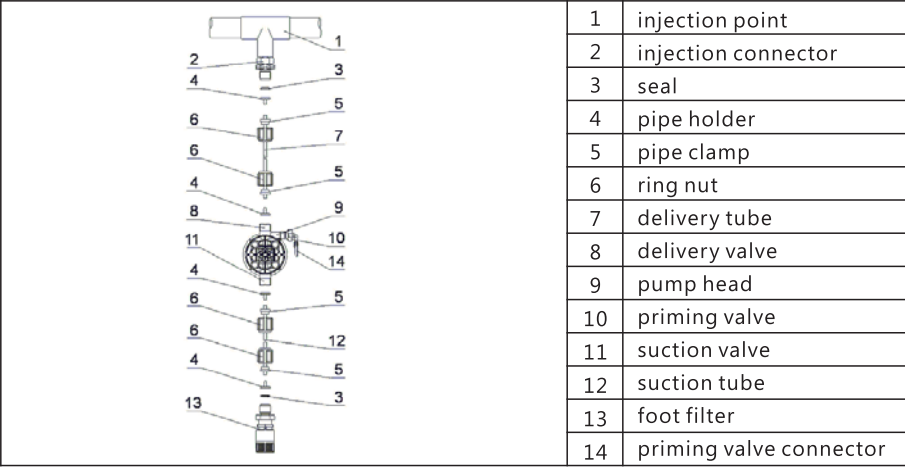 1
2
3
4
5
6
7
6
5
4
8
9
11
10
14
4
5
6
12
6
5
4
3
13
1 injection point
2 injection connector
3 seal
4 pipe holder
5 pipe clamp
6 ring nut
7 delivery tube
8 delivery valve
9 pump head
10 priming valve
11 suction valve
12 suction tube
13 foot filter
14 priming valve connector